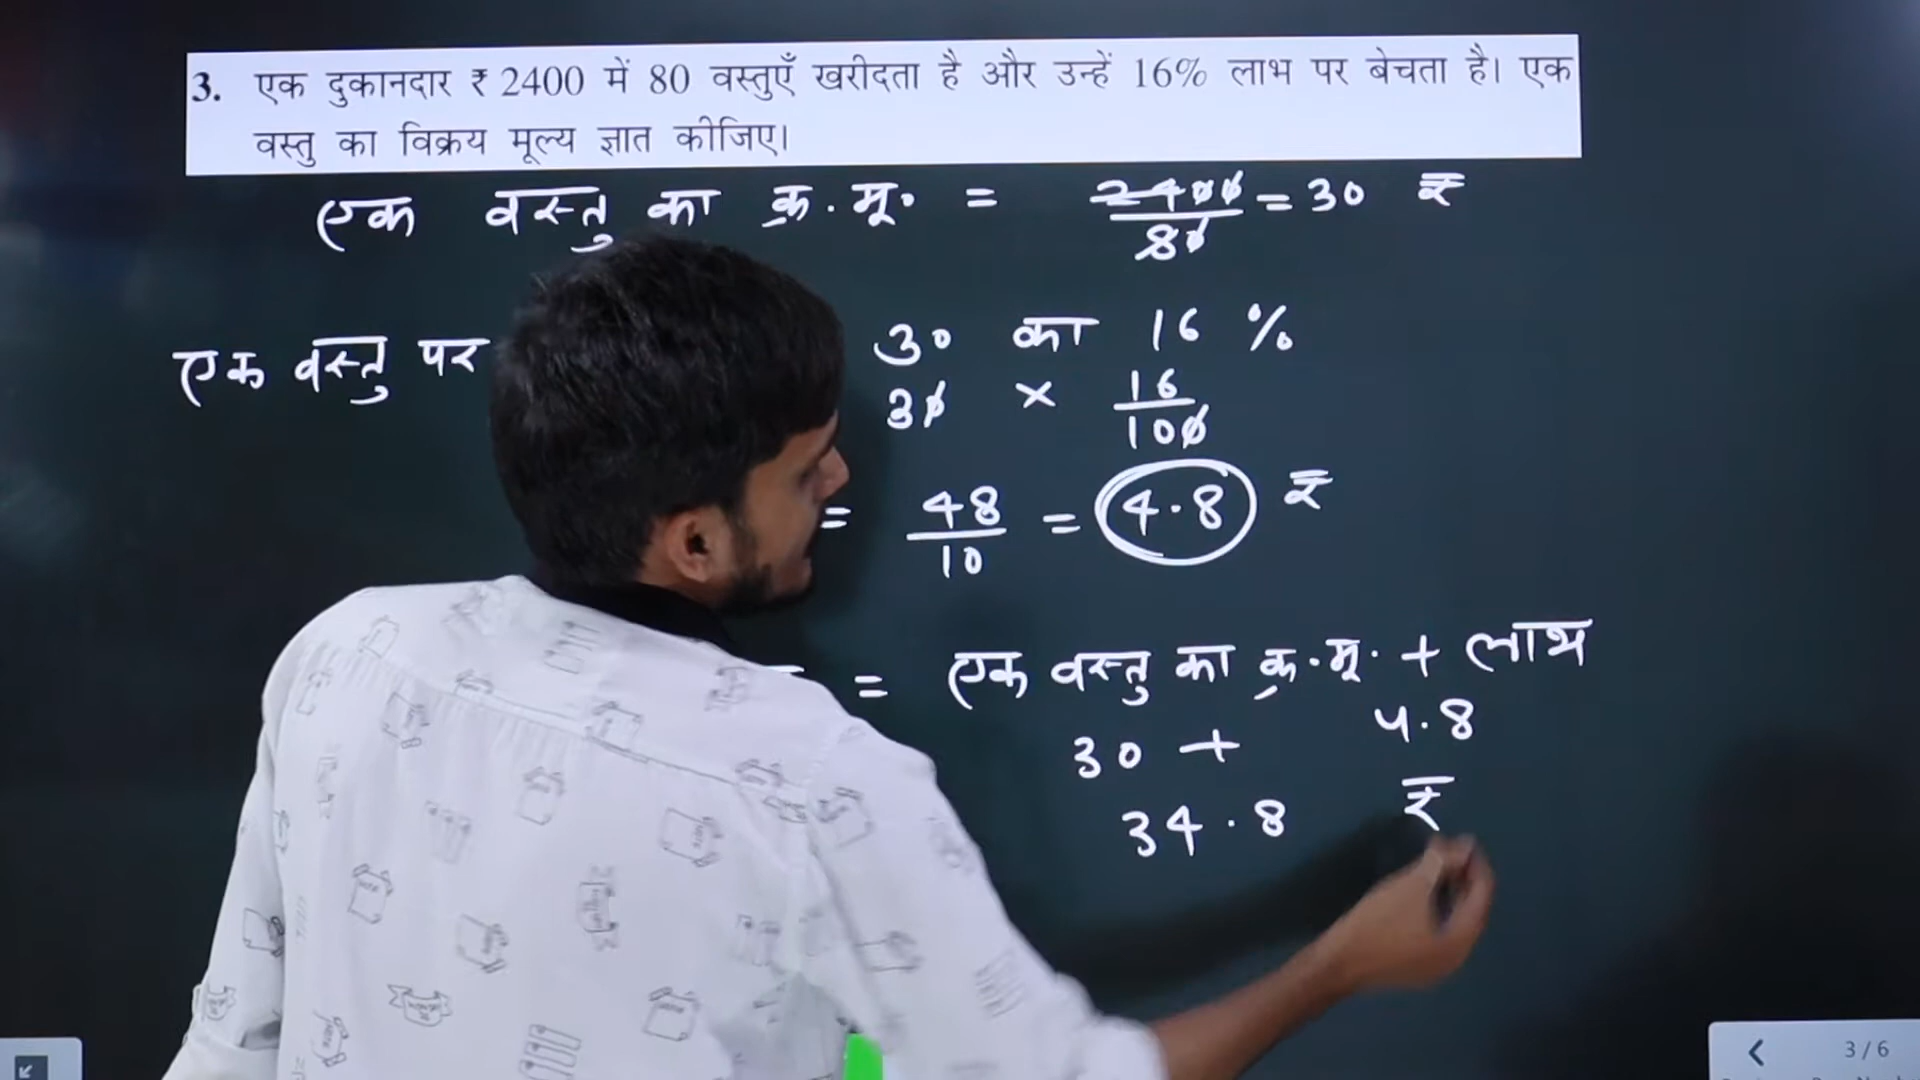 3. एक दुकानदार ₹ 2400 में 80 वस्तुएँ खरीदता है और उन्हें 16% लाभ पर बेचता है। एक
वस्तु का विक्रय मूल्य ज्ञात कीजिए।
एक वस्तु का क्र.मू. = 2400/80 = 30 ₹
एक वस्तु पर 30 का 16 %
30 × 16/100
= 48/10 = 4.8 ₹
= एक वस्तु का क्र.मू. + लाभ
30 + 4.8
34.8 ₹
3 / 6